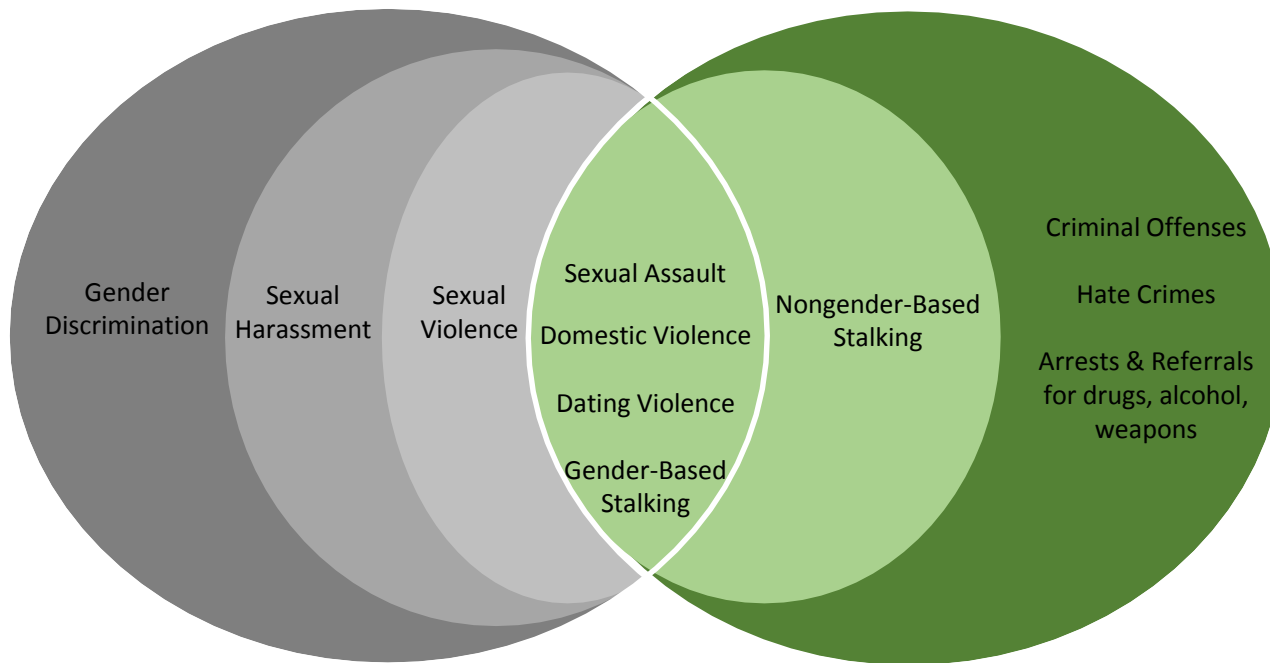 Gender
Discrimination
Sexual
Harassment
Sexual
Violence
Sexual Assault
Domestic Violence
Dating Violence
Gender-Based
Stalking
Nongender-Based
Stalking
Criminal Offenses
Hate Crimes
Arrests & Referrals
for drugs, alcohol,
weapons